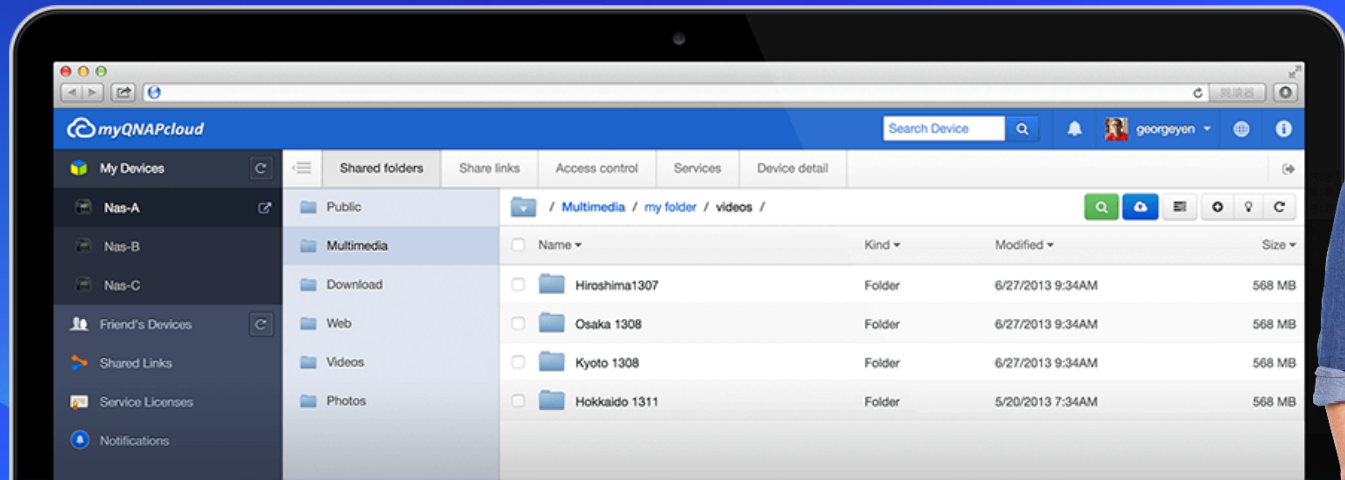 閱讀器
myQNAPcloud
Search Device
georgeyen
My Devices
Nas-A
Nas-B
Nas-C
Friend's Devices
Shared Links
Service Licenses
Notifications
Shared folders Share links Access control Services Device detail
Public
Multimedia
Download
Web
Videos
Photos
/ Multimedia / my folder / videos /
Name Kind Modified Size
Hiroshima1307 Folder 6/27/2013 9:34AM 568 MB
Osaka 1308 Folder 6/27/2013 9:34AM 568 MB
Kyoto 1308 Folder 6/27/2013 9:34AM 568 MB
Hokkaido 1311 Folder 5/20/2013 7:34AM 568 MB